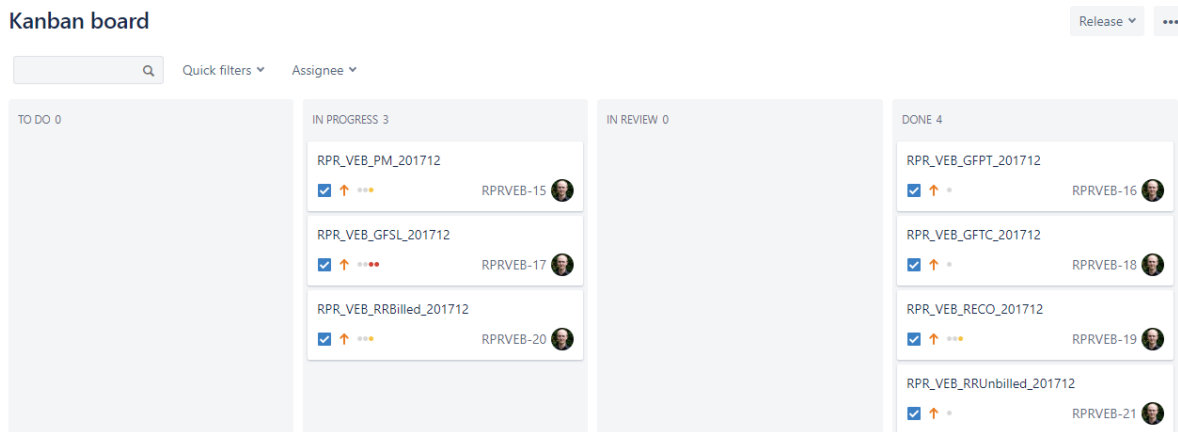 Kanban board
Release
Quick filters
Assignee
TO DO 0
IN PROGRESS 3
IN REVIEW 0
DONE 4
RPR_VEB_PM_201712
RPRVEB-15
RPR_VEB_GFSL_201712
RPRVEB-17
RPR_VEB_RRBilled_201712
RPRVEB-20
RPR_VEB_GFPT_201712
RPRVEB-16
RPR_VEB_GFTC_201712
RPRVEB-18
RPR_VEB_RECO_201712
RPRVEB-19
RPR_VEB_RRUnbilled_201712
RPRVEB-21